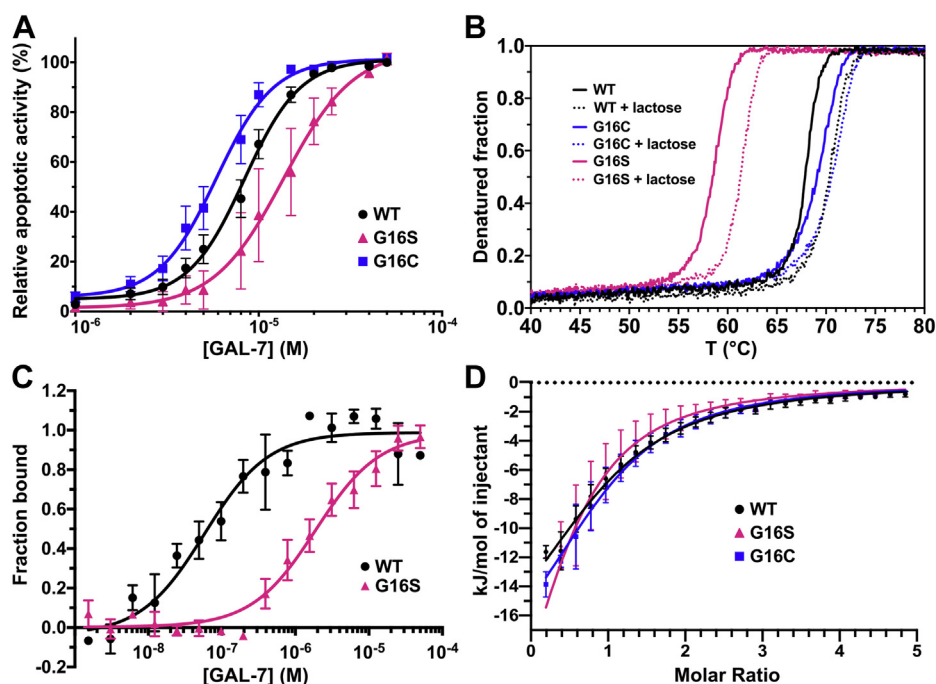 A
Relative apoptotic activity (%)
100
80
60
40
20
0
WT
G16S
G16C
10⁻⁶
10⁻⁵
10⁻⁴
[GAL-7] (M)
B
Denatured fraction
1.0
0.8
0.6
0.4
0.2
0.0
WT
WT + lactose
G16C
G16C + lactose
G16S
G16S + lactose
40 45 50 55 60 65 70 75 80
T (°C)
C
Fraction bound
1.2
1.0
0.8
0.6
0.4
0.2
0.0
-0.2
WT
G16S
10⁻⁸ 10⁻⁷ 10⁻⁶ 10⁻⁵ 10⁻⁴
[GAL-7] (M)
D
kJ/mol of injectant
0
-2
-4
-6
-8
-10
-12
-14
-16
WT
G16S
G16C
0 1 2 3 4 5
Molar Ratio